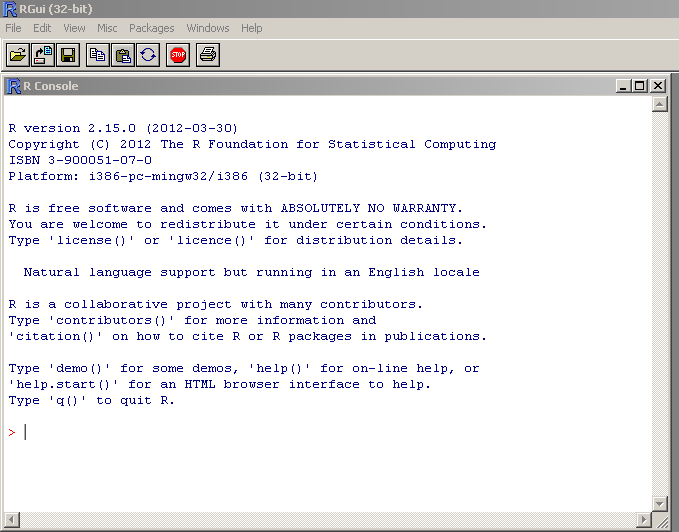 RGui (32-bit)
File Edit View Misc Packages Windows Help
STOP
R Console
R version 2.15.0 (2012-03-30)
Copyright (C) 2012 The R Foundation for Statistical Computing
ISBN 3-900051-07-0
Platform: i386-pc-mingw32/i386 (32-bit)
R is free software and comes with ABSOLUTELY NO WARRANTY.
You are welcome to redistribute it under certain conditions.
Type 'license()' or 'licence()' for distribution details.
Natural language support but running in an English locale
R is a collaborative project with many contributors.
Type 'contributors()' for more information and
'citation()' on how to cite R or R packages in publications.
Type 'demo()' for some demos, 'help()' for on-line help, or
'help.start()' for an HTML browser interface to help.
Type 'q()' to quit R.
>